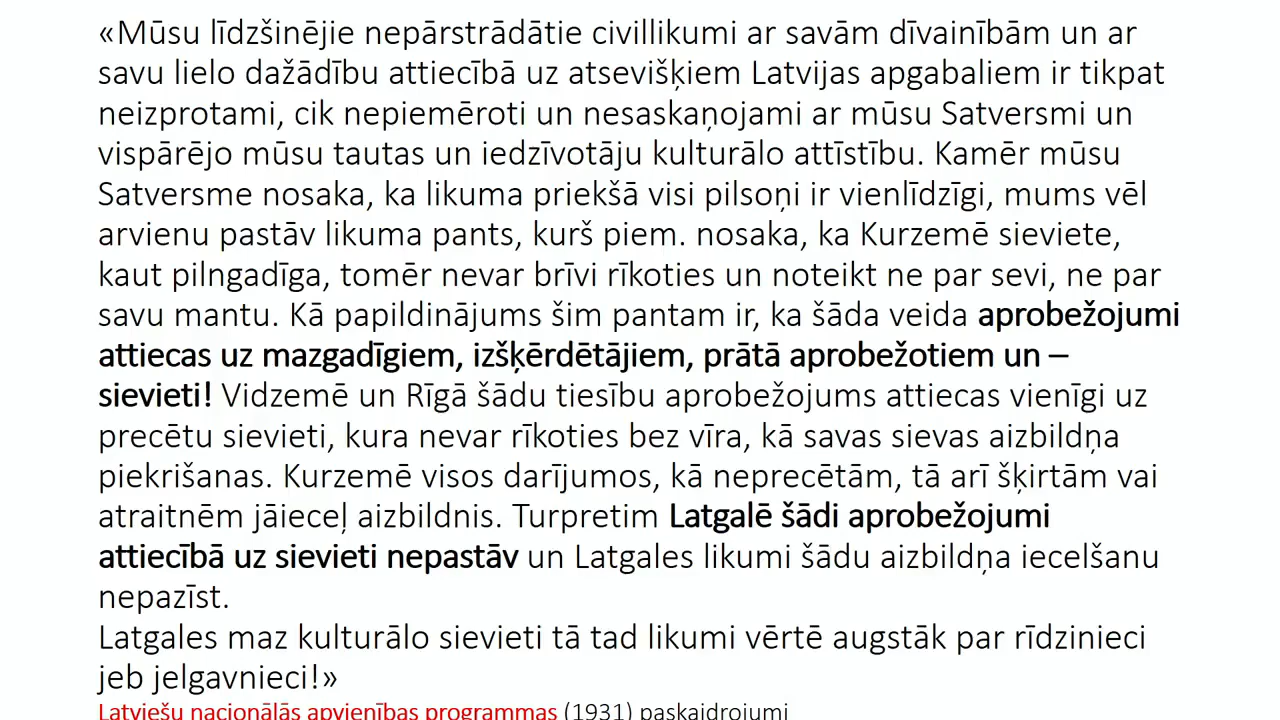 «Mūsu līdzšinējie nepārstrādātie civillikumi ar savām dīvainībām un ar
savu lielo dažādību attiecībā uz atsevišķiem Latvijas apgabaliem ir tikpat
neizprotami, cik nepiemēroti un nesaskaņojami ar mūsu Satversmi un
vispārējo mūsu tautas un iedzīvotāju kulturālo attīstību. Kamēr mūsu
Satversme nosaka, ka likuma priekšā visi pilsoņi ir vienlīdzīgi, mums vēl
arvienu pastāv likuma pants, kurš piem. nosaka, ka Kurzemē sieviete,
kaut pilngadīga, tomēr nevar brīvi rīkoties un noteikt ne par sevi, ne par
savu mantu. Kā papildinājums šim pantam ir, ka šāda veida aprobežojumi
attiecas uz mazgadīgiem, izšķērdētājiem, prātā aprobežotiem un –
sievieti! Vidzemē un Rīgā šādu tiesību aprobežojums attiecas vienīgi uz
precētu sievieti, kura nevar rīkoties bez vīra, kā savas sievas aizbildņa
piekrišanas. Kurzemē visos darījumos, kā neprecētām, tā arī šķirtām vai
atraitnēm jāieceļ aizbildnis. Turpretim Latgalē šādi aprobežojumi
attiecībā uz sievieti nepastāv un Latgales likumi šādu aizbildņa iecelšanu
nepazīst.
Latgales maz kulturālo sievieti tā tad likumi vērtē augstāk par rīdzinieci
jeb jelgavnieci!»
Latviešu nacionālās apvienības programmas (1931) paskaidrojumi